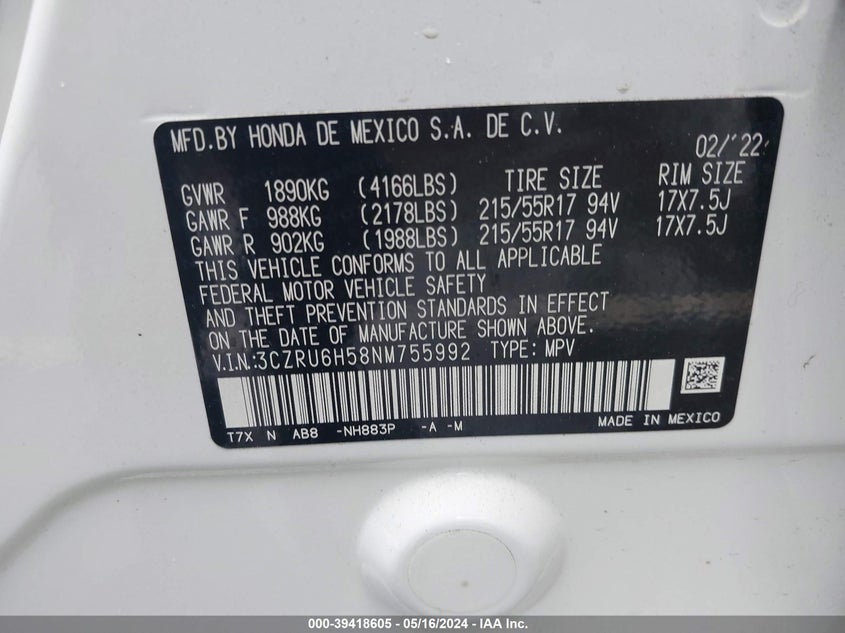 MFD.BY HONDA DE MEXICO S.A. DE C.V.
02/'22
GVWR 1890KG (4166LBS) TIRE SIZE RIM SIZE
GAWR F 988KG (2178LBS) 215/55R17 94V 17X7.5J
GAWR R 902KG (1988LBS) 215/55R17 94V 17X7.5J
THIS VEHICLE CONFORMS TO ALL APPLICABLE
FEDERAL MOTOR VEHICLE SAFETY
AND THEFT PREVENTION STANDARDS IN EFFECT
ON THE DATE OF MANUFACTURE SHOWN ABOVE.
V.I.N.:3CZRU6H58NM755992 TYPE: MPV
T7X N AB8 -NH883P -A -M MADE IN MEXICO
000-39418605 - 05/16/2024 - IAA Inc.